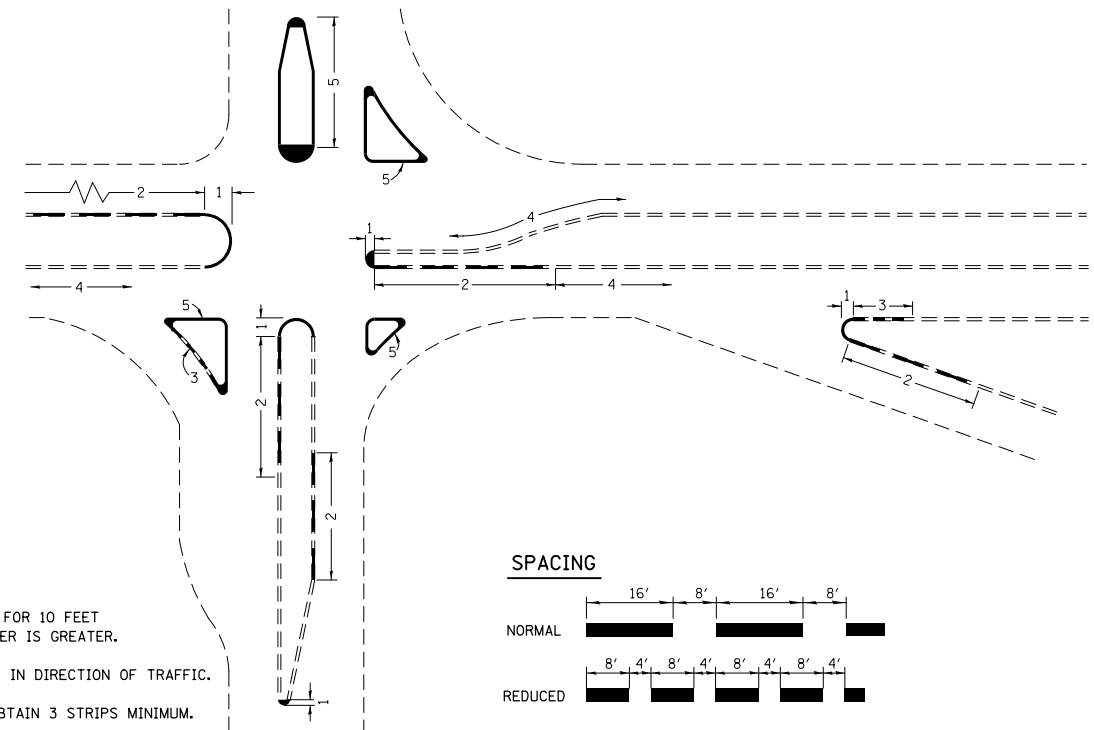 5
5
2
1
4
1
4
2
4
5
3
1
5
1
3
2
2
2
1
FOR 10 FEET
ER IS GREATER.
IN DIRECTION OF TRAFFIC.
BTAIN 3 STRIPS MINIMUM.
SPACING
16' 8' 16' 8'
NORMAL
8' 4' 8' 4' 8' 4' 8' 4'
REDUCED